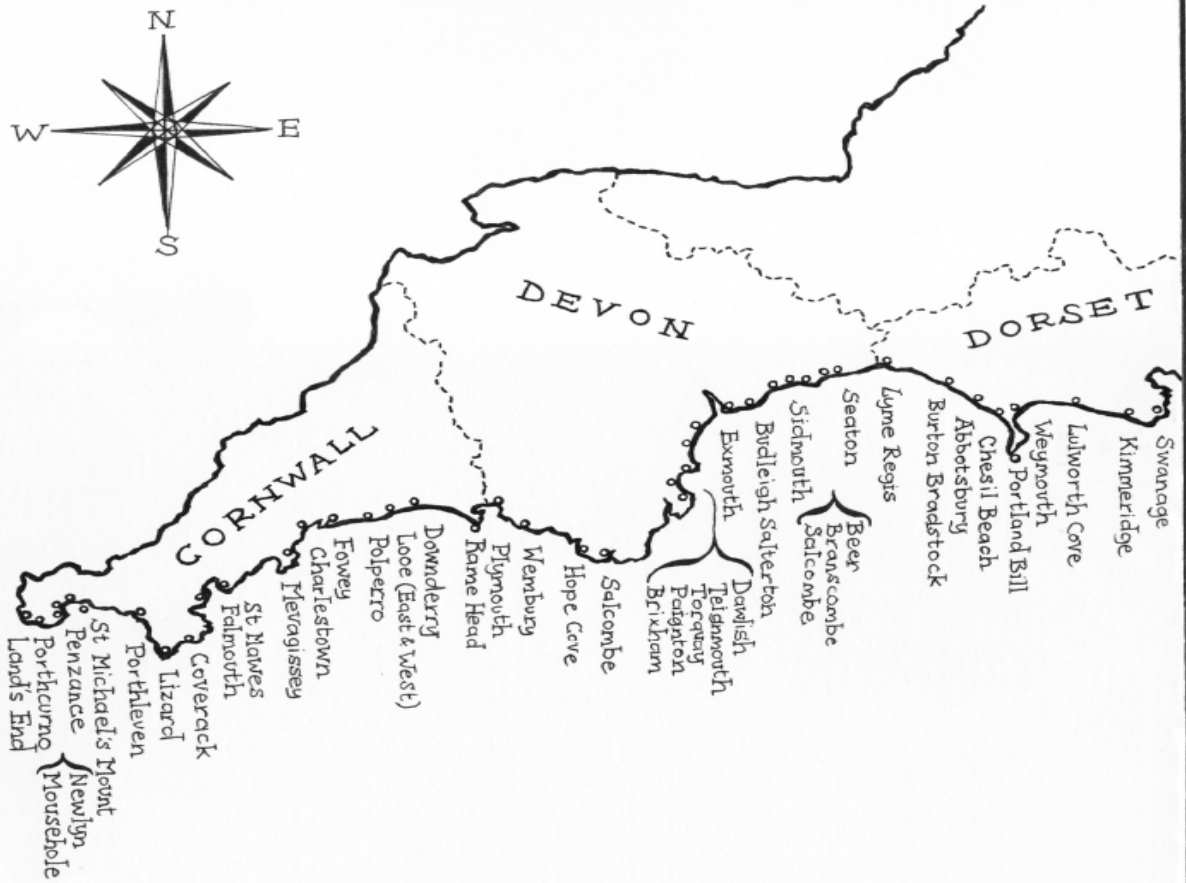 N
W
E
S
DEVON
DORSET
CORNWALL
Swanage
Kimmeridge
Lulworth Cove
Weymouth
Portland Bill
Chesil Beach
Abbotsbury
Burton Bradstock
Lyme Regis
Seaton
Beer
Branscombe
Salcombe
Sidmouth
Budleigh Salterton
Exmouth
Dawlish
Teignmouth
Torquay
Paignton
Brixham
Salcombe
Hope Cove
Wembury
Plymouth
Rame Head
Downderry
Looe (East & West)
Polperro
Fowey
Charlestown
Mevagissey
St Mawes
Falmouth
Coverack
Lizard
Porthleven
St Michael's Mount
Penzance
Newlyn
Mousehole
Porthcurno
Land's End